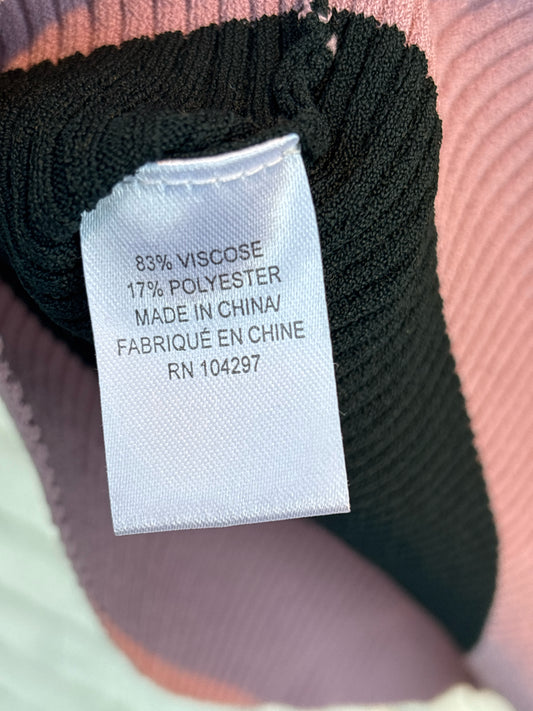 83% VISCOSE
17% POLYESTER
MADE IN CHINA/
FABRIQUÉ EN CHINE
RN 104297